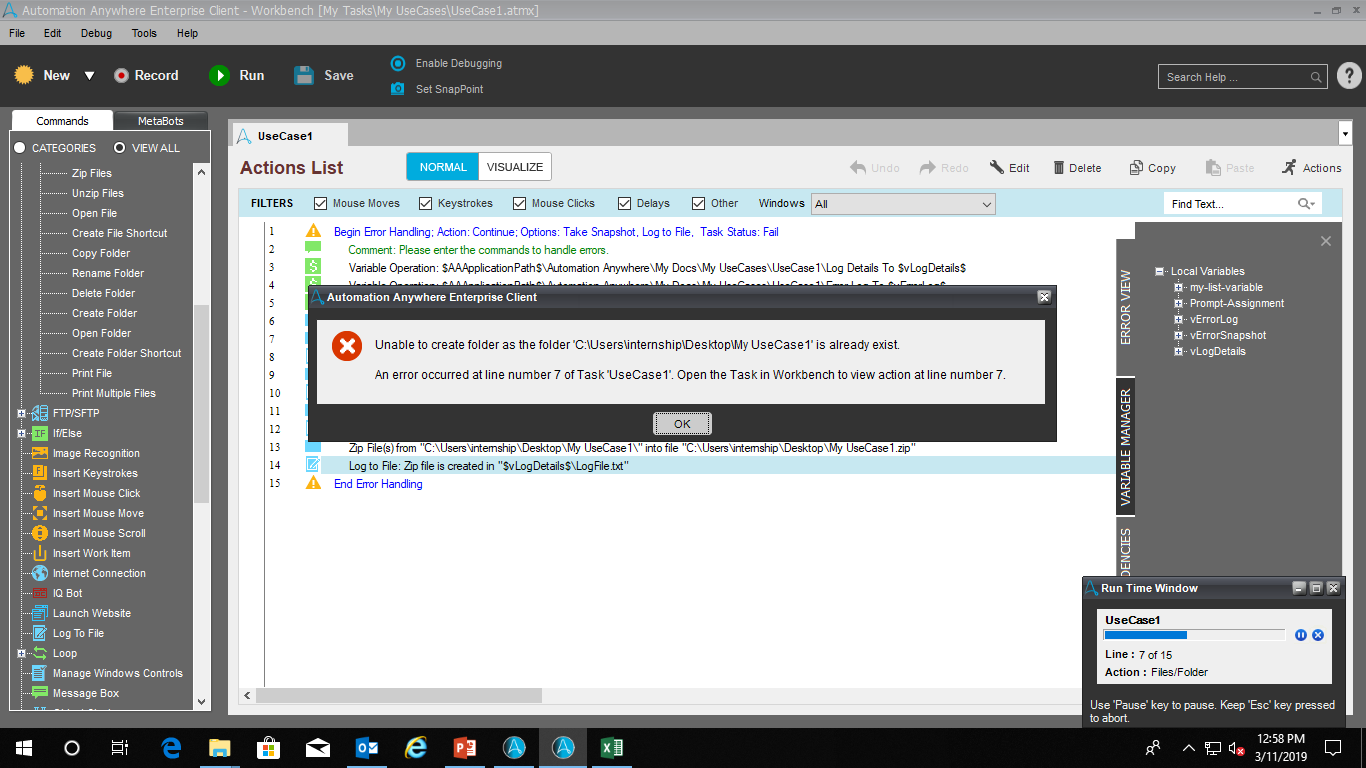 Automation Anywhere Enterprise Client - Workbench [My Tasks\My UseCases\UseCase1.atmx]
File Edit Debug Tools Help
New Record Run Save
Enable Debugging
Set SnapPoint
Search Help ...
?
Commands MetaBots
CATEGORIES VIEW ALL
Zip Files
Unzip Files
Open File
Create File Shortcut
Copy Folder
Rename Folder
Delete Folder
Create Folder
Open Folder
Create Folder Shortcut
Print File
Print Multiple Files
FTP/SFTP
If/Else
Image Recognition
Insert Keystrokes
Insert Mouse Click
Insert Mouse Move
Insert Mouse Scroll
Insert Work Item
Internet Connection
IQ Bot
Launch Website
Log To File
Loop
Manage Windows Controls
Message Box
UseCase1
Actions List NORMAL VISUALIZE Undo Redo Edit Delete Copy Paste Actions
FILTERS Mouse Moves Keystrokes Mouse Clicks Delays Other Windows All Find Text...
1 Begin Error Handling; Action: Continue; Options: Take Snapshot, Log to File, Task Status: Fail
2 Comment: Please enter the commands to handle errors.
3 Variable Operation: $AAApplicationPath$\Automation Anywhere\My Docs\My UseCases\UseCase1\Log Details To $vLogDetails$
4 Variable Operation: $AAApplicationPath$\Automation Anywhere\My Docs\My UseCases\UseCase1\Error Log To $vErrorLog$
5
6
7
8
9
10
11
12
13 Zip File(s) from "C:\Users\internship\Desktop\My UseCase1\" into file "C:\Users\internship\Desktop\My UseCase1.zip"
14 Log to File: Zip file is created in "$vLogDetails$\LogFile.txt"
15 End Error Handling
Automation Anywhere Enterprise Client
Unable to create folder as the folder 'C:\Users\internship\Desktop\My UseCase1' is already exist.
An error occurred at line number 7 of Task 'UseCase1'. Open the Task in Workbench to view action at line number 7.
OK
ERROR VIEW
VARIABLE MANAGER
Local Variables
my-list-variable
Prompt-Assignment
vErrorLog
vErrorSnapshot
vLogDetails
Run Time Window
UseCase1
Line : 7 of 15
Action : Files/Folder
Use 'Pause' key to pause. Keep 'Esc' key pressed
to abort.
12:58 PM
3/11/2019